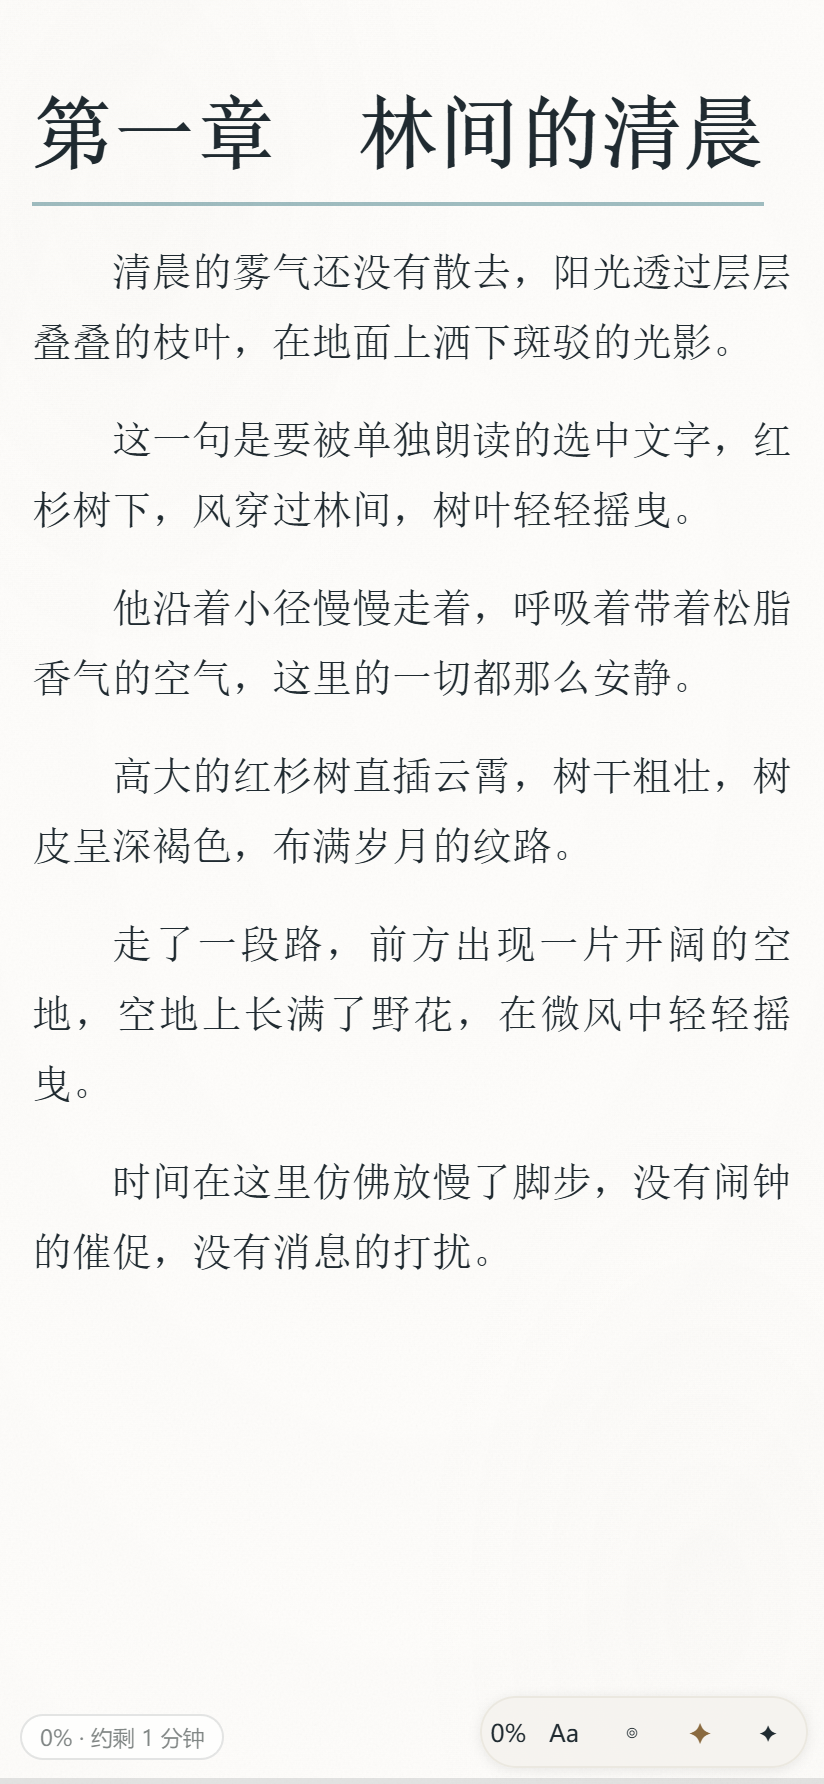 第一章　林间的清晨
清晨的雾气还没有散去，阳光透过层层
叠叠的枝叶，在地面上洒下斑驳的光影。
这一句是要被单独朗读的选中文字，红
杉树下，风穿过林间，树叶轻轻摇曳。
他沿着小径慢慢走着，呼吸着带着松脂
香气的空气，这里的一切都那么安静。
高大的红杉树直插云霄，树干粗壮，树
皮呈深褐色，布满岁月的纹路。
走了一段路，前方出现一片开阔的空
地，空地上长满了野花，在微风中轻轻摇
曳。
时间在这里仿佛放慢了脚步，没有闹钟
的催促，没有消息的打扰。
0% · 约剩 1 分钟
0% Aa